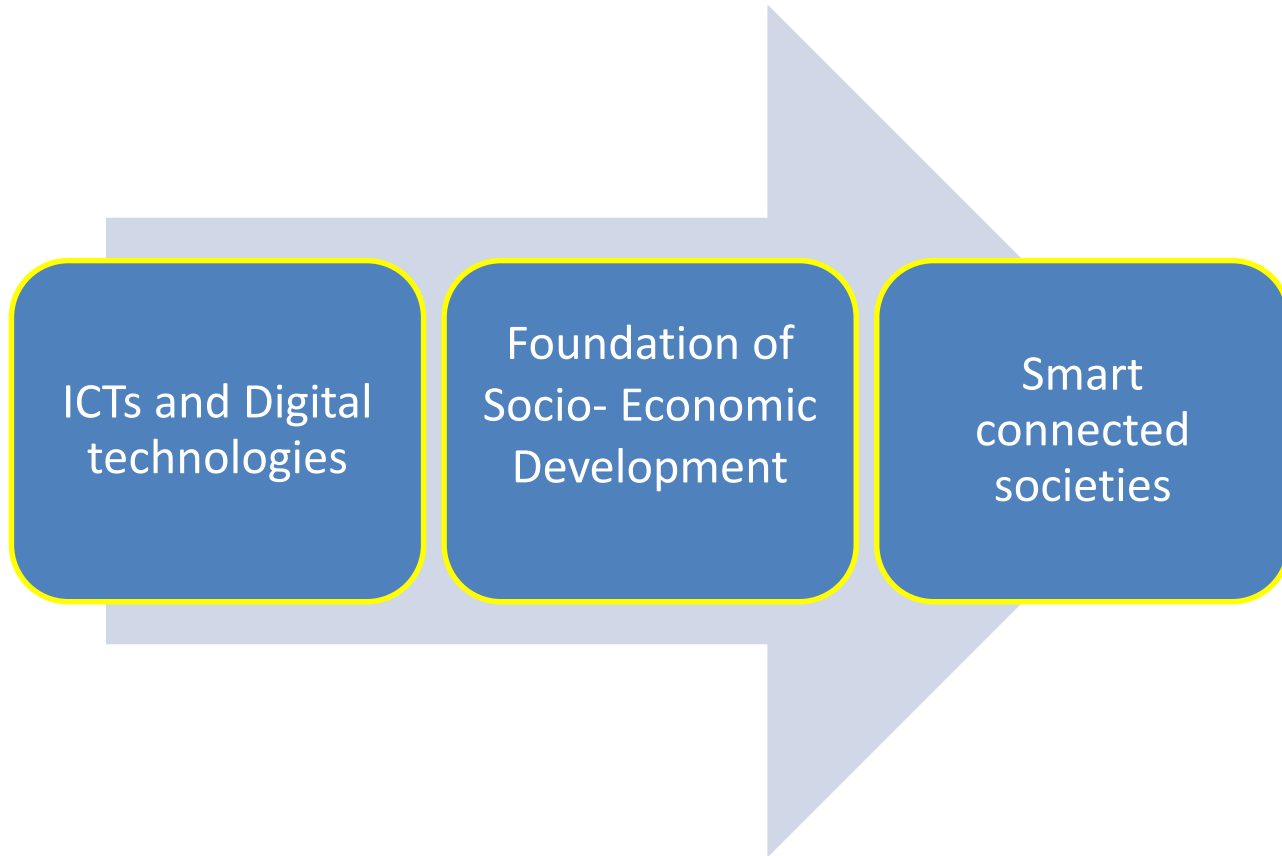 ICTs and Digital
technologies
Foundation of
Socio- Economic
Development
Smart
connected
societies